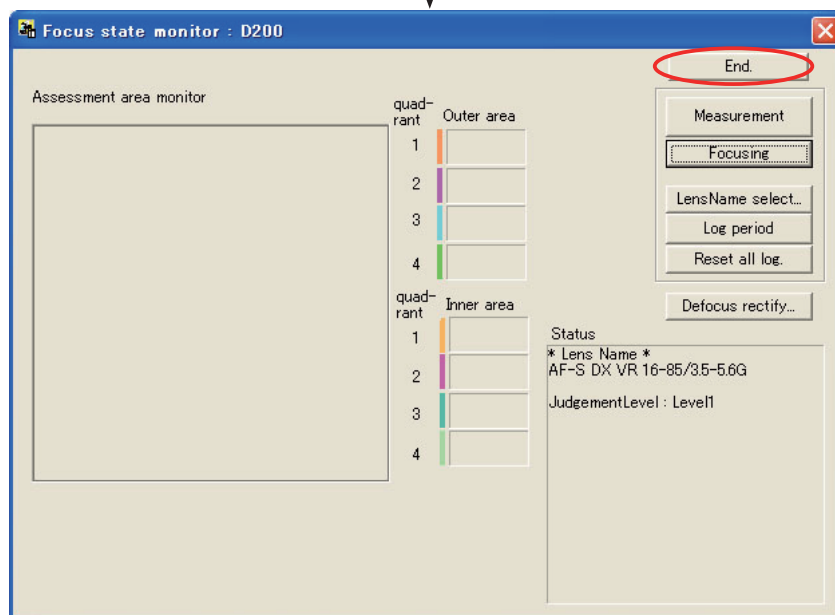 Focus state monitor : D200
End.
Assessment area monitor
quad-
rant
Outer area
1
2
3
4
quad-
rant
Inner area
1
2
3
4
Measurement
Focusing
LensName select...
Log period
Reset all log.
Defocus rectify...
Status
* Lens Name *
AF-S DX VR 16-85/3.5-5.6G
JudgementLevel : Level1